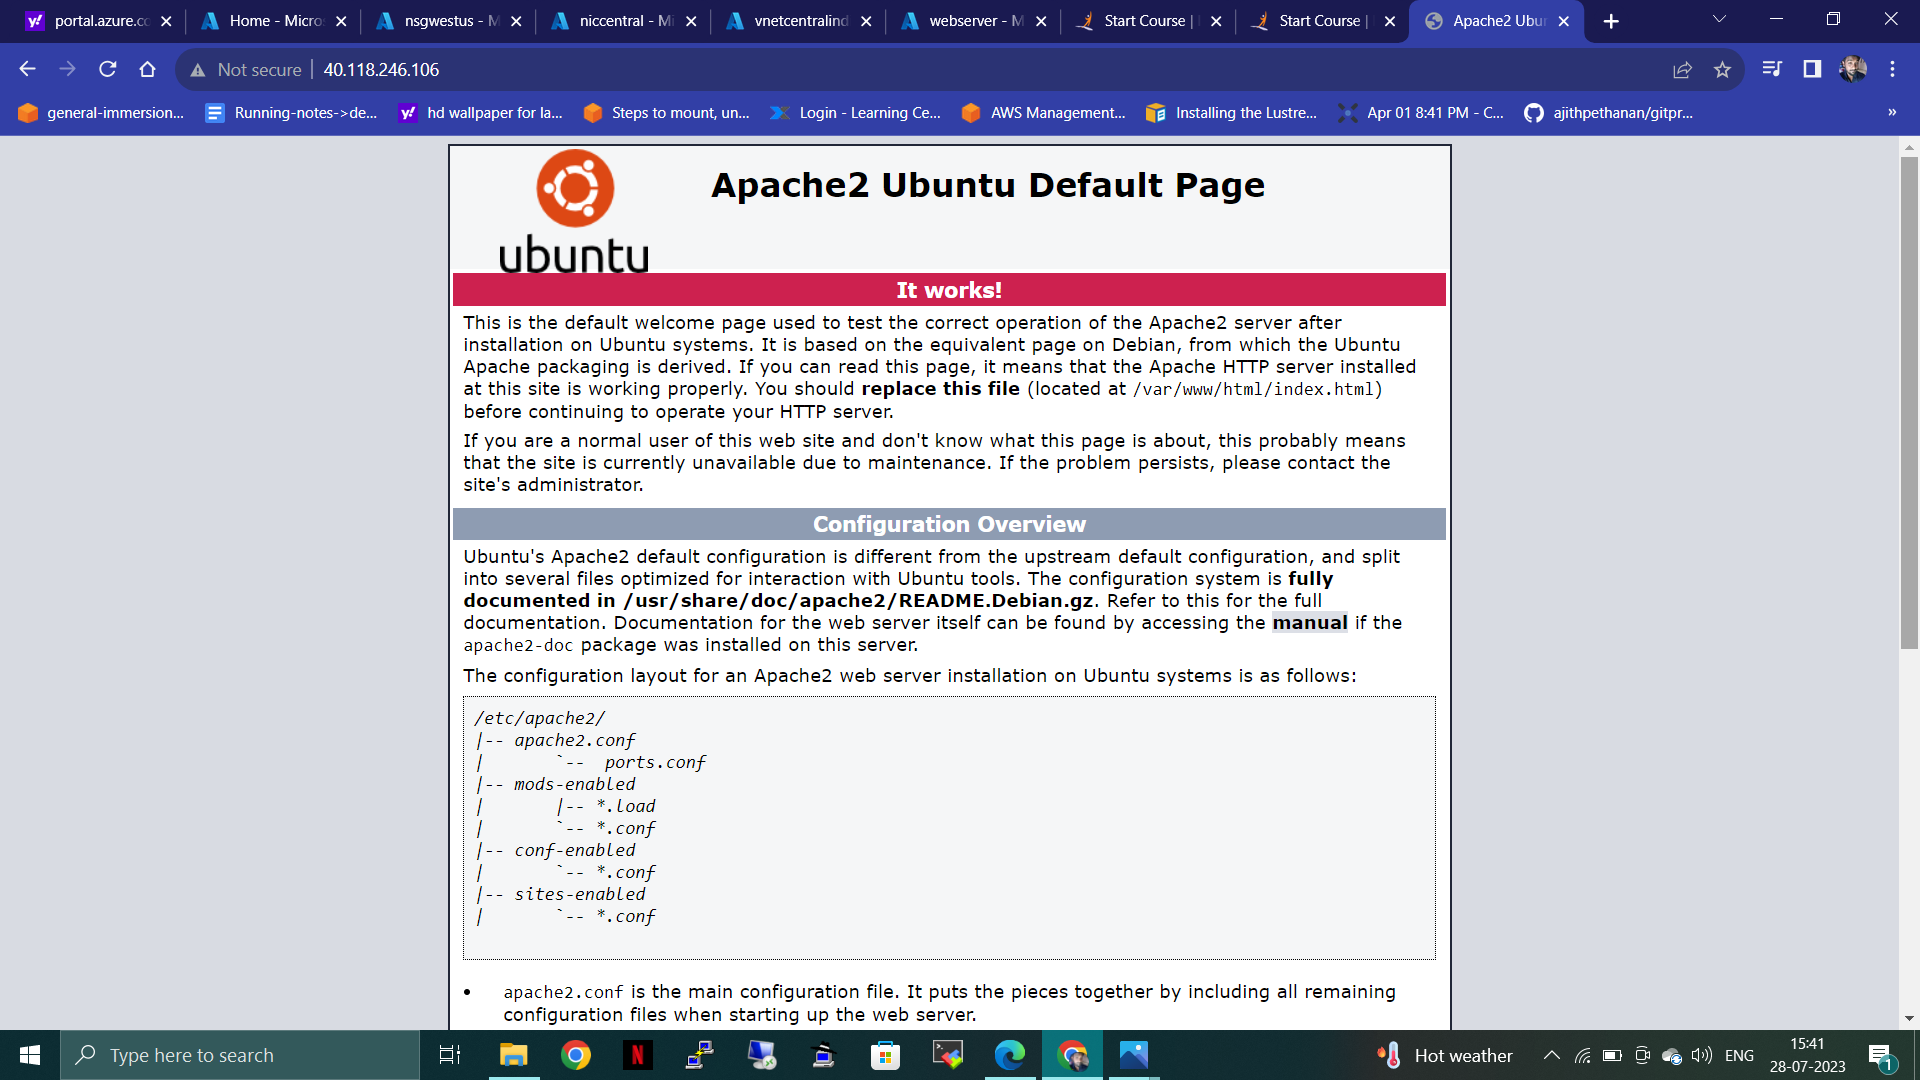 portal.azure.co
Home - Micro
nsgwestus - M
niccentral - Mi
vnetcentralind
webserver - M
Start Course |
Start Course |
Apache2 Ubun
Not secure
40.118.246.106
general-immersion...
Running-notes->de...
hd wallpaper for la...
Steps to mount, un...
Login - Learning Ce...
AWS Management...
Installing the Lustre...
Apr 01 8:41 PM - C...
ajithpethanan/gitpr...
»
ubuntu
Apache2 Ubuntu Default Page
It works!
This is the default welcome page used to test the correct operation of the Apache2 server after
installation on Ubuntu systems. It is based on the equivalent page on Debian, from which the Ubuntu
Apache packaging is derived. If you can read this page, it means that the Apache HTTP server installed
at this site is working properly. You should replace this file (located at /var/www/html/index.html)
before continuing to operate your HTTP server.
If you are a normal user of this web site and don't know what this page is about, this probably means
that the site is currently unavailable due to maintenance. If the problem persists, please contact the
site's administrator.
Configuration Overview
Ubuntu's Apache2 default configuration is different from the upstream default configuration, and split
into several files optimized for interaction with Ubuntu tools. The configuration system is fully
documented in /usr/share/doc/apache2/README.Debian.gz. Refer to this for the full
documentation. Documentation for the web server itself can be found by accessing the manual if the
apache2-doc package was installed on this server.
The configuration layout for an Apache2 web server installation on Ubuntu systems is as follows:
/etc/apache2/
|-- apache2.conf
|       `--  ports.conf
|-- mods-enabled
|       |-- *.load
|       `-- *.conf
|-- conf-enabled
|       `-- *.conf
|-- sites-enabled
|       `-- *.conf
• apache2.conf is the main configuration file. It puts the pieces together by including all remaining
configuration files when starting up the web server.
Type here to search
Hot weather
ENG
15:41
28-07-2023
1